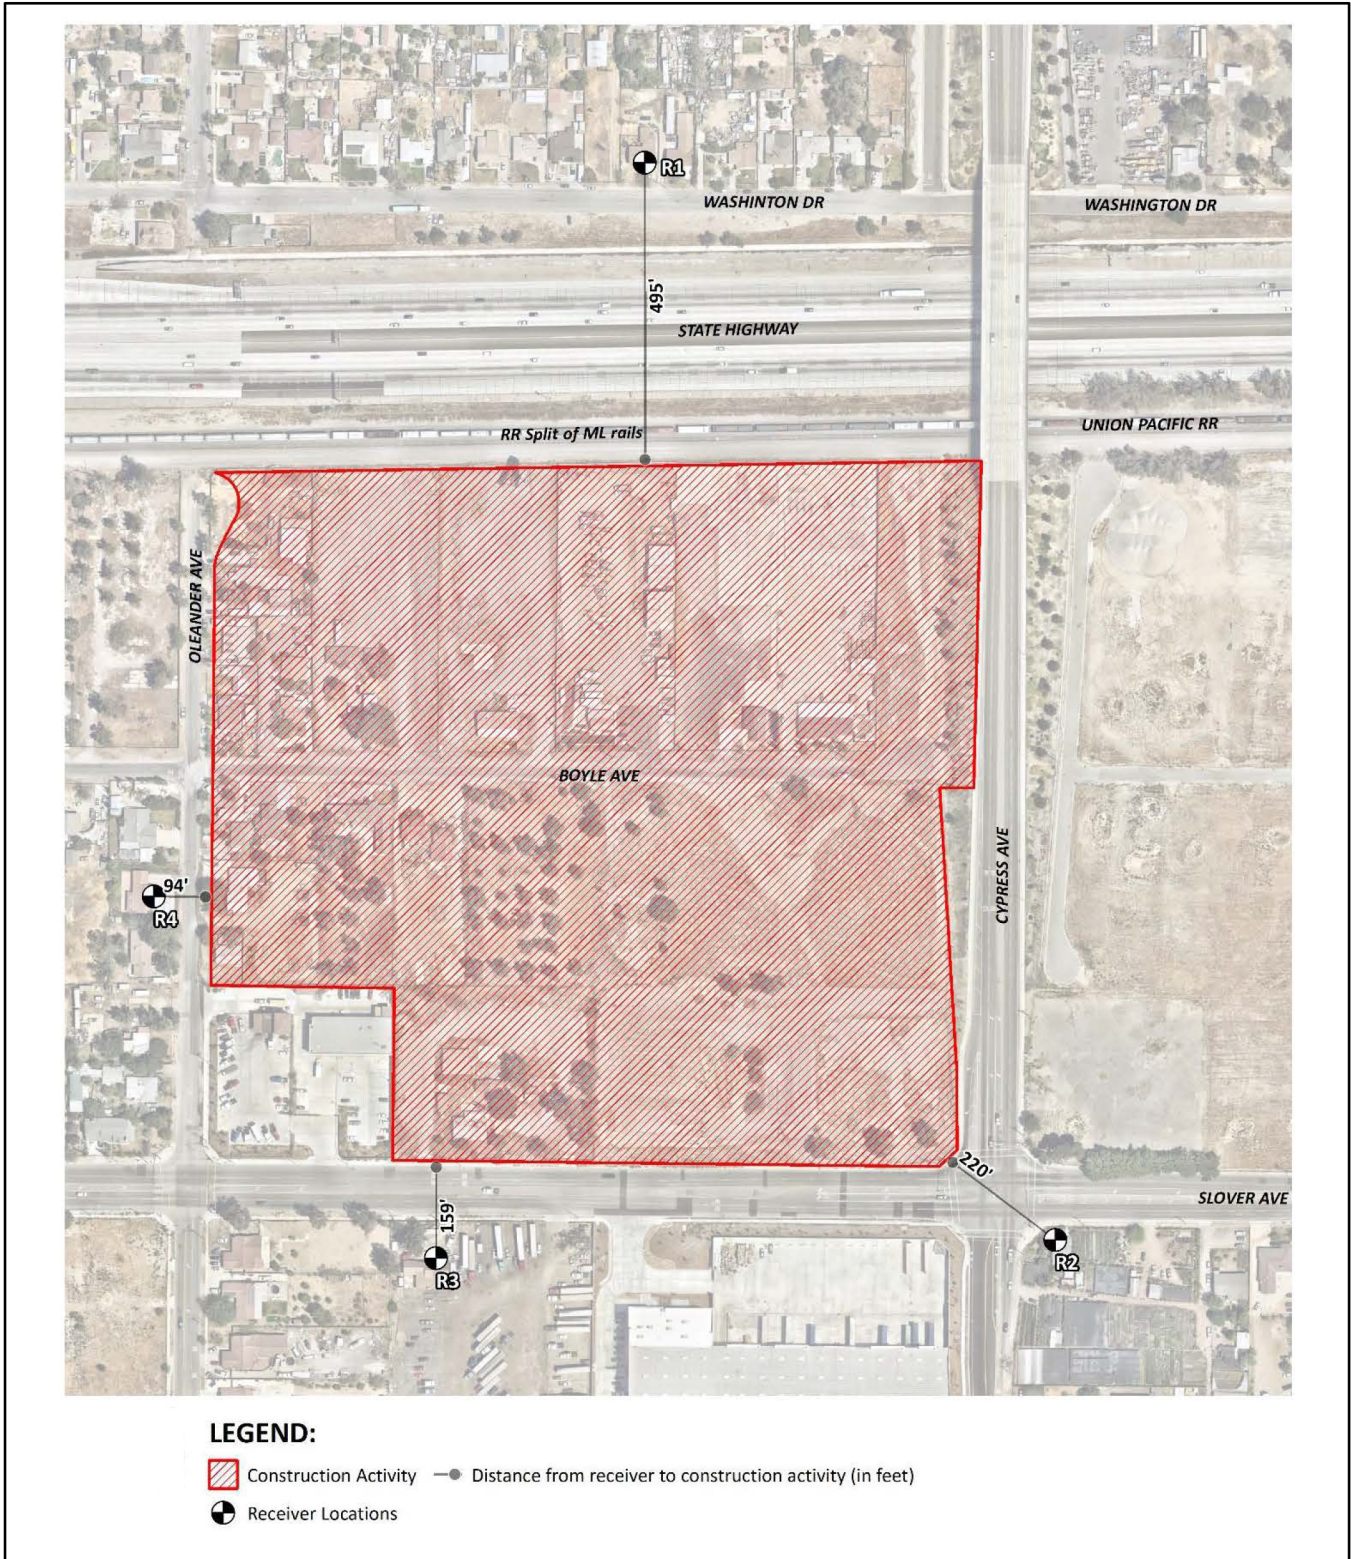 R1
WASHINTON DR
WASHINGTON DR
495'
STATE HIGHWAY
UNION PACIFIC RR
RR Split of ML rails
OLEANDER AVE
BOYLE AVE
CYPRESS AVE
94'
R4
220'
SLOVER AVE
159'
R2
R3
LEGEND:
Construction Activity
Distance from receiver to construction activity (in feet)
Receiver Locations